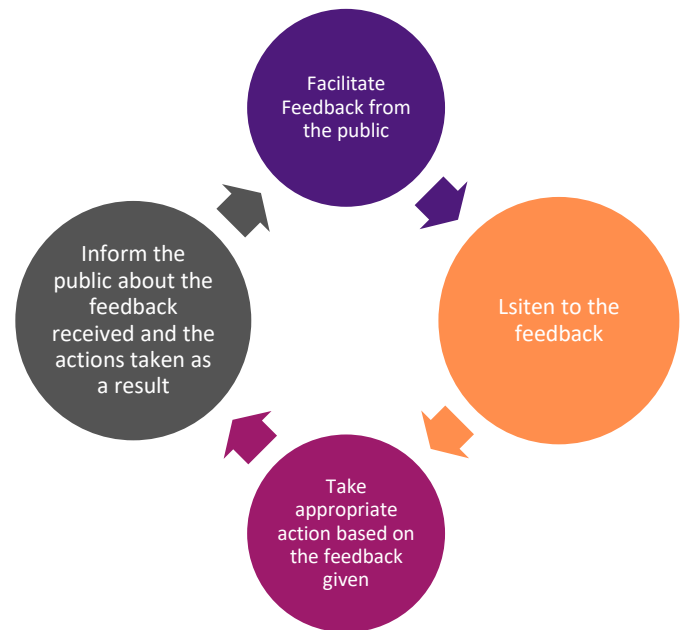 Facilitate
Feedback from
the public
Lsiten to the
feedback
Take
appropriate
action based on
the feedback
given
Inform the
public about the
feedback
received and the
actions taken as
a result